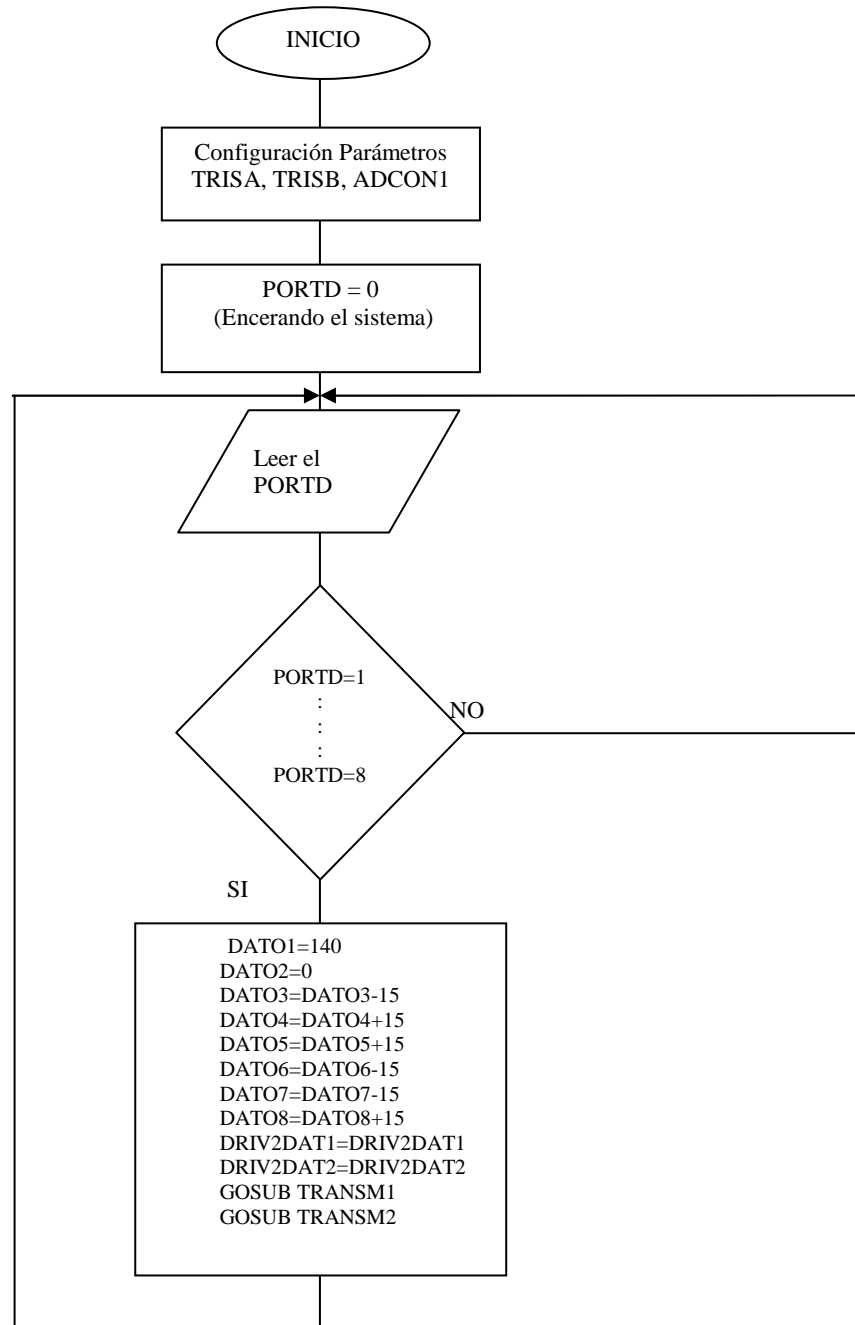 INICIO
Configuración Parámetros
TRISA, TRISB, ADCON1
PORTD = 0
(Encerando el sistema)
Leer el
PORTD
PORTD=1
:
:
:
PORTD=8
NO
SI
DATO1=140
DATO2=0
DATO3=DATO3-15
DATO4=DATO4+15
DATO5=DATO5+15
DATO6=DATO6-15
DATO7=DATO7-15
DATO8=DATO8+15
DRIV2DAT1=DRIV2DAT1
DRIV2DAT2=DRIV2DAT2
GOSUB TRANSM1
GOSUB TRANSM2